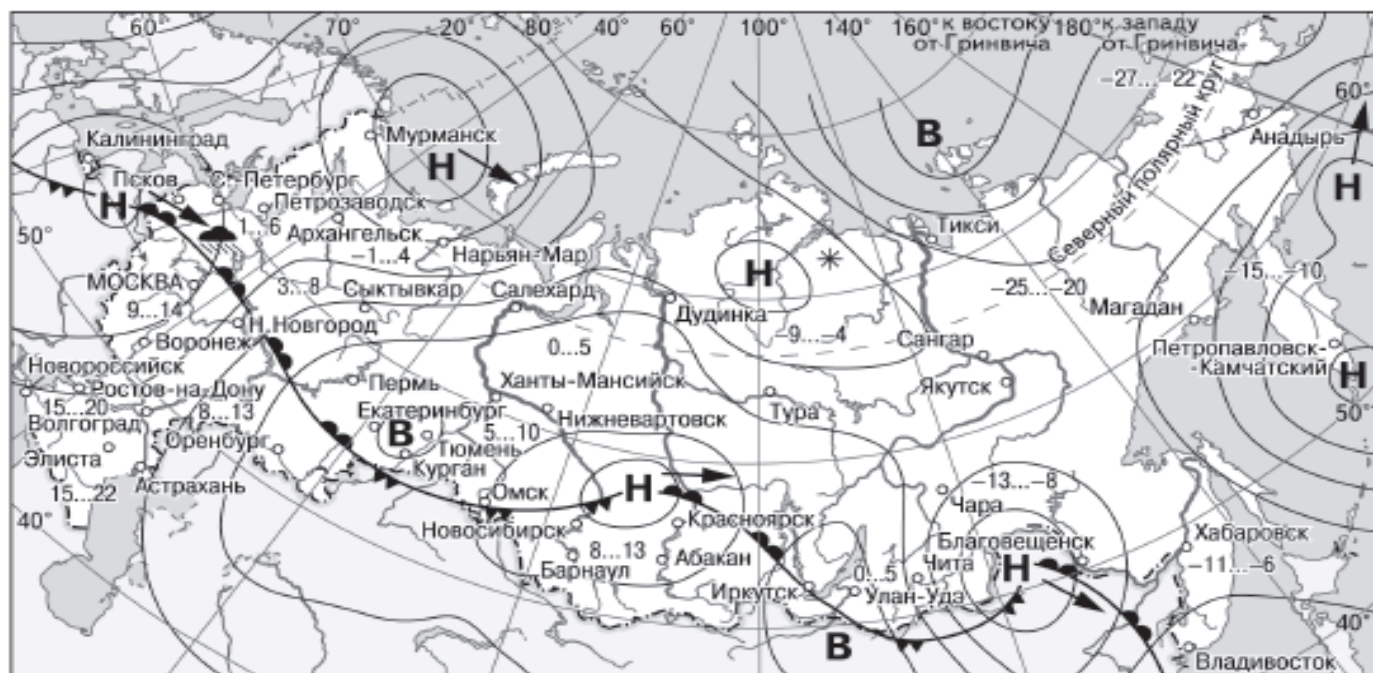 60°
70°
20°
80°
40°
60°
100°
140°
160°
к востоку
от Гринвича
180°
к западу
от Гринвича
−27...−22
60°
Северный полярный круг
Анадырь
Мурманск
Н
В
Н
Калининград
Псков
С.-Петербург
Петрозаводск
Н
1...6
Архангельск
−1...4
Нарьян-Мар
Тикси
50°
МОСКВА
9...14
3...8
Сыктывкар
Салехард
Дудинка
Н
−9...−4
−25...−20
−15...−10
Магадан
Н.Новгород
Воронеж
0...5
Сангар
Петропавловск-
-Камчатский
Новороссийск
Ростов-на-Дону
15...20
Волгоград
8...13
Пермь
Екатеринбург
В
Ханты-Мансийск
5...10
Нижневартовск
Тура
Якутск
Н
50°
Оренбург
Тюмень
Курган
Элиста
15...22
Астрахань
Омск
Н
−13...−8
Чара
40°
Новосибирск
Красноярск
Благовещенск
Хабаровск
8...13
Барнаул
Абакан
Иркутск
0...5
Чита
Улан-Удэ
Н
−11...−6
40°
В
Владивосток